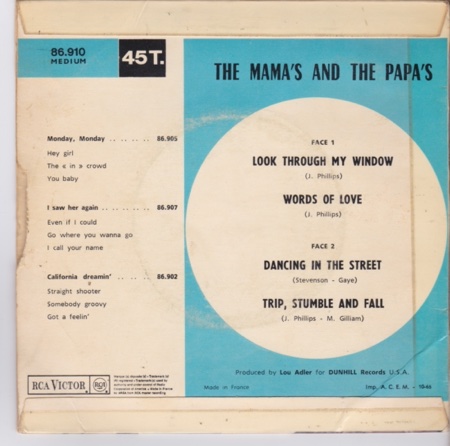 86.910
MEDIUM
45T.
THE MAMA'S AND THE PAPA'S
Monday, Monday .. .. .. .. 86.905
Hey girl
The « in » crowd
You baby
I saw her again .. .. .. .. .. 86.907
Even if I could
Go where you wanna go
I call your name
California dreamin' .. .. .. 86.902
Straight shooter
Somebody groovy
Got a feelin'
FACE 1
LOOK THROUGH MY WINDOW
(J. Phillips)
WORDS OF LOVE
(J. Phillips)
FACE 2
DANCING IN THE STREET
(Stevenson - Gaye)
TRIP, STUMBLE AND FALL
(J. Phillips - M. Gilliam)
Produced by Lou Adler for DUNHILL Records U.S.A.
RCA VICTOR
RCA
Made in France
Imp. A. C. E. M. -